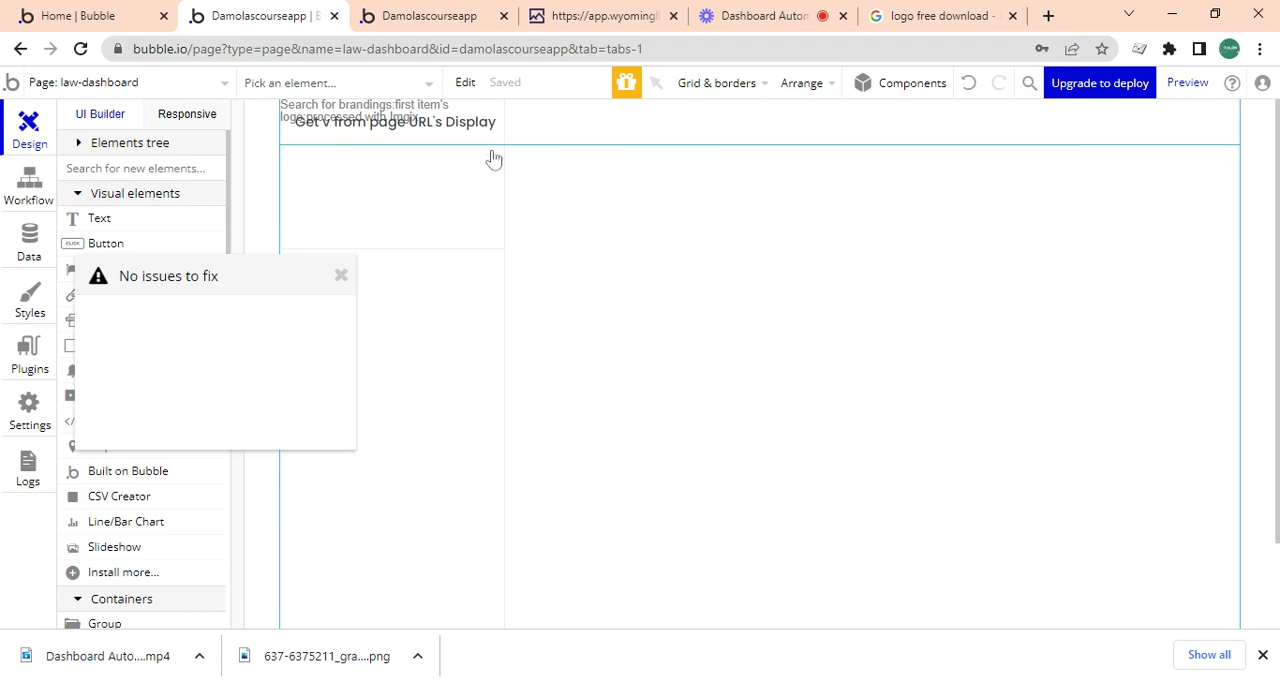 Home | Bubble
Damolascourseapp | B
Damolascourseapp
https://app.wyomingl
Dashboard Auton
logo free download -
bubble.io/page?type=page&name=law-dashboard&id=damolascourseapp&tab=tabs-1
Page: law-dashboard
Pick an element...
Edit
Saved
Grid & borders
Arrange
Components
Upgrade to deploy
Preview
UI Builder
Responsive
Search for brandings:first item's
logo:processed with Imgix
Get v from page URL's Display
Design
Elements tree
Search for new elements...
Workflow
Visual elements
Text
CLICK
Button
Data
No issues to fix
Styles
Plugins
Settings
Logs
Built on Bubble
CSV Creator
Line/Bar Chart
Slideshow
Install more...
Containers
Group
Dashboard Auto....mp4
637-6375211_gra....png
Show all